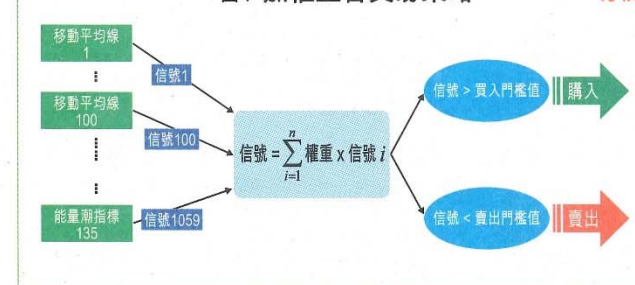 移動平均線
1
信號1
移動平均線
100
信號100
能量潮指標
135
信號1059
信號 = ∑ 權重 x 信號 i
n
i=1
信號 > 買入門檻值
購入
信號 < 賣出門檻值
賣出